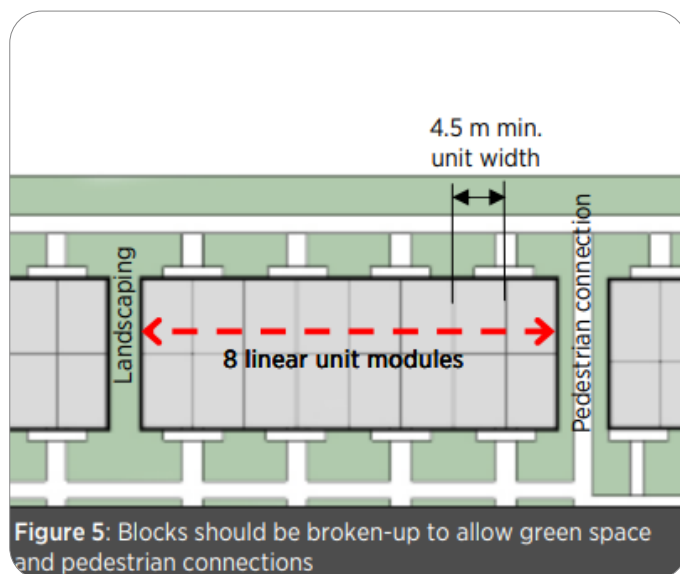 4.5 m min.
unit width
Landscaping
8 linear unit modules
Pedestrian connection
Figure 5: Blocks should be broken-up to allow green space
and pedestrian connections